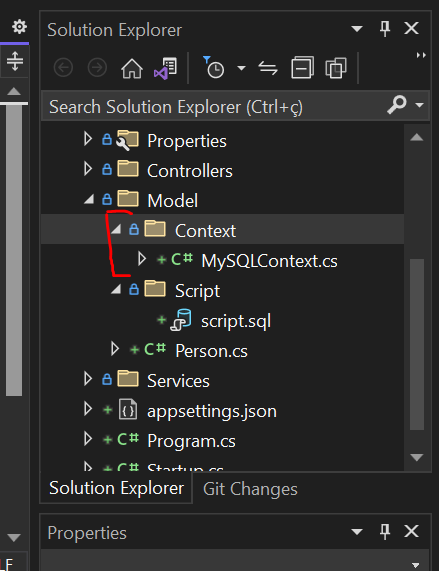 Solution Explorer
Search Solution Explorer (Ctrl+ç)
Properties
Controllers
Model
Context
C# MySQLContext.cs
Script
script.sql
C# Person.cs
Services
appsettings.json
C# Program.cs
C# Startup.cs
Solution Explorer Git Changes
Properties
LF